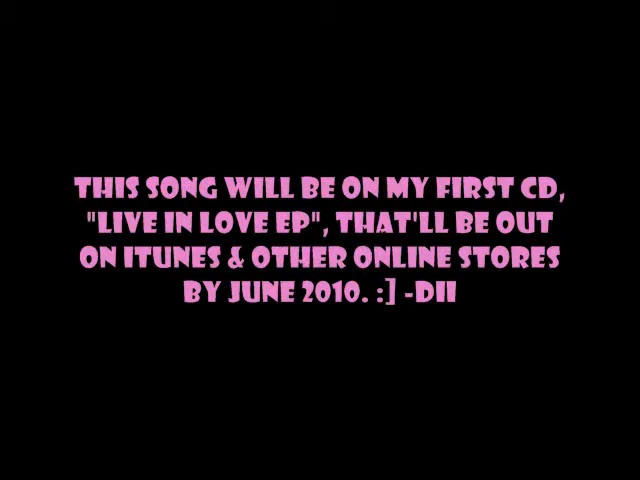 THIS SONG WILL BE ON MY FIRST CD,
"LIVE IN LOVE EP", THAT'LL BE OUT
ON ITUNES & OTHER ONLINE STORES
BY JUNE 2010. :] -DII